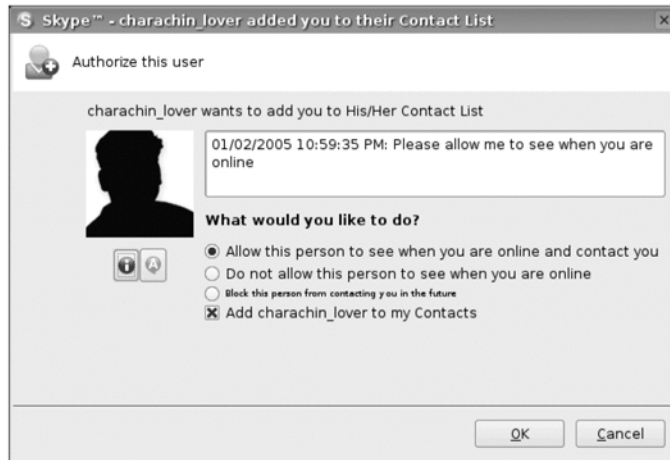 Skype™ - charachin_lover added you to their Contact List
Authorize this user
charachin_lover wants to add you to His/Her Contact List
01/02/2005 10:59:35 PM: Please allow me to see when you are
online
What would you like to do?
Allow this person to see when you are online and contact you
Do not allow this person to see when you are online
Block this person from contacting you in the future
Add charachin_lover to my Contacts
OK
Cancel